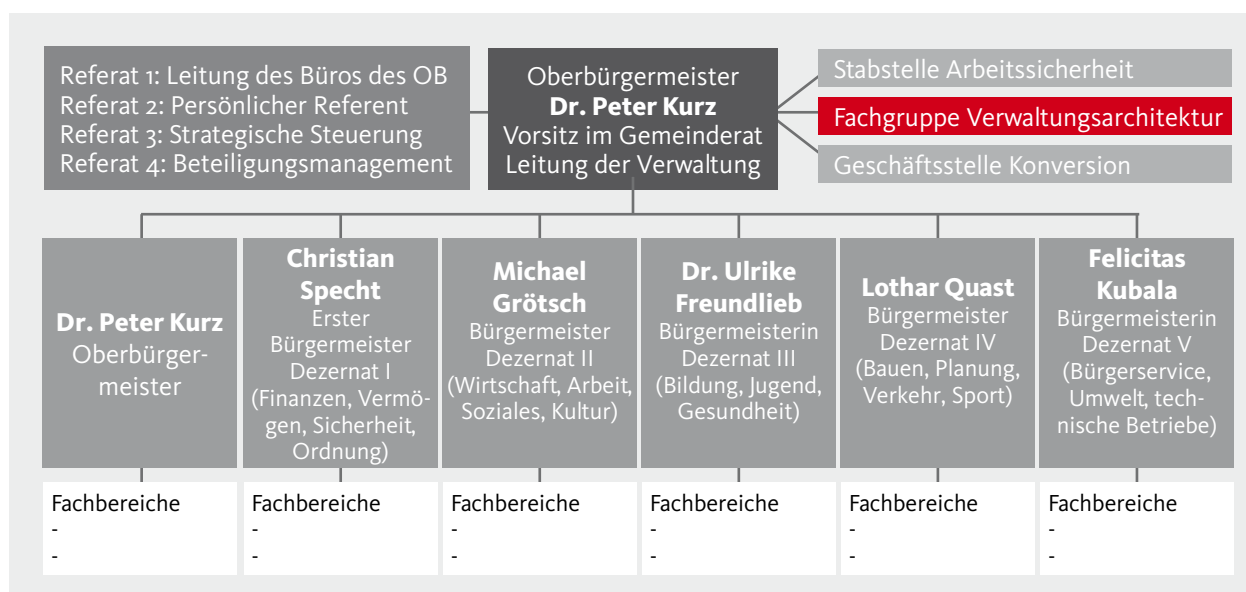 Referat 1: Leitung des Büros des OB
Referat 2: Persönlicher Referent
Referat 3: Strategische Steuerung
Referat 4: Beteiligungsmanagement
Oberbürgermeister
Dr. Peter Kurz
Vorsitz im Gemeinderat
Leitung der Verwaltung
Stabstelle Arbeitssicherheit
Fachgruppe Verwaltungsarchitektur
Geschäftsstelle Konversion
Dr. Peter Kurz
Oberbürger-
meister
Christian
Specht
Erster
Bürgermeister
Dezernat I
(Finanzen, Vermö-
gen, Sicherheit,
Ordnung)
Michael
Grötsch
Bürgermeister
Dezernat II
(Wirtschaft, Arbeit,
Soziales, Kultur)
Dr. Ulrike
Freundlieb
Bürgermeisterin
Dezernat III
(Bildung, Jugend,
Gesundheit)
Lothar Quast
Bürgermeister
Dezernat IV
(Bauen, Planung,
Verkehr, Sport)
Felicitas
Kubala
Bürgermeisterin
Dezernat V
(Bürgerservice,
Umwelt, tech-
nische Betriebe)
Fachbereiche
-
-
Fachbereiche
-
-
Fachbereiche
-
-
Fachbereiche
-
-
Fachbereiche
-
-
Fachbereiche
-
-